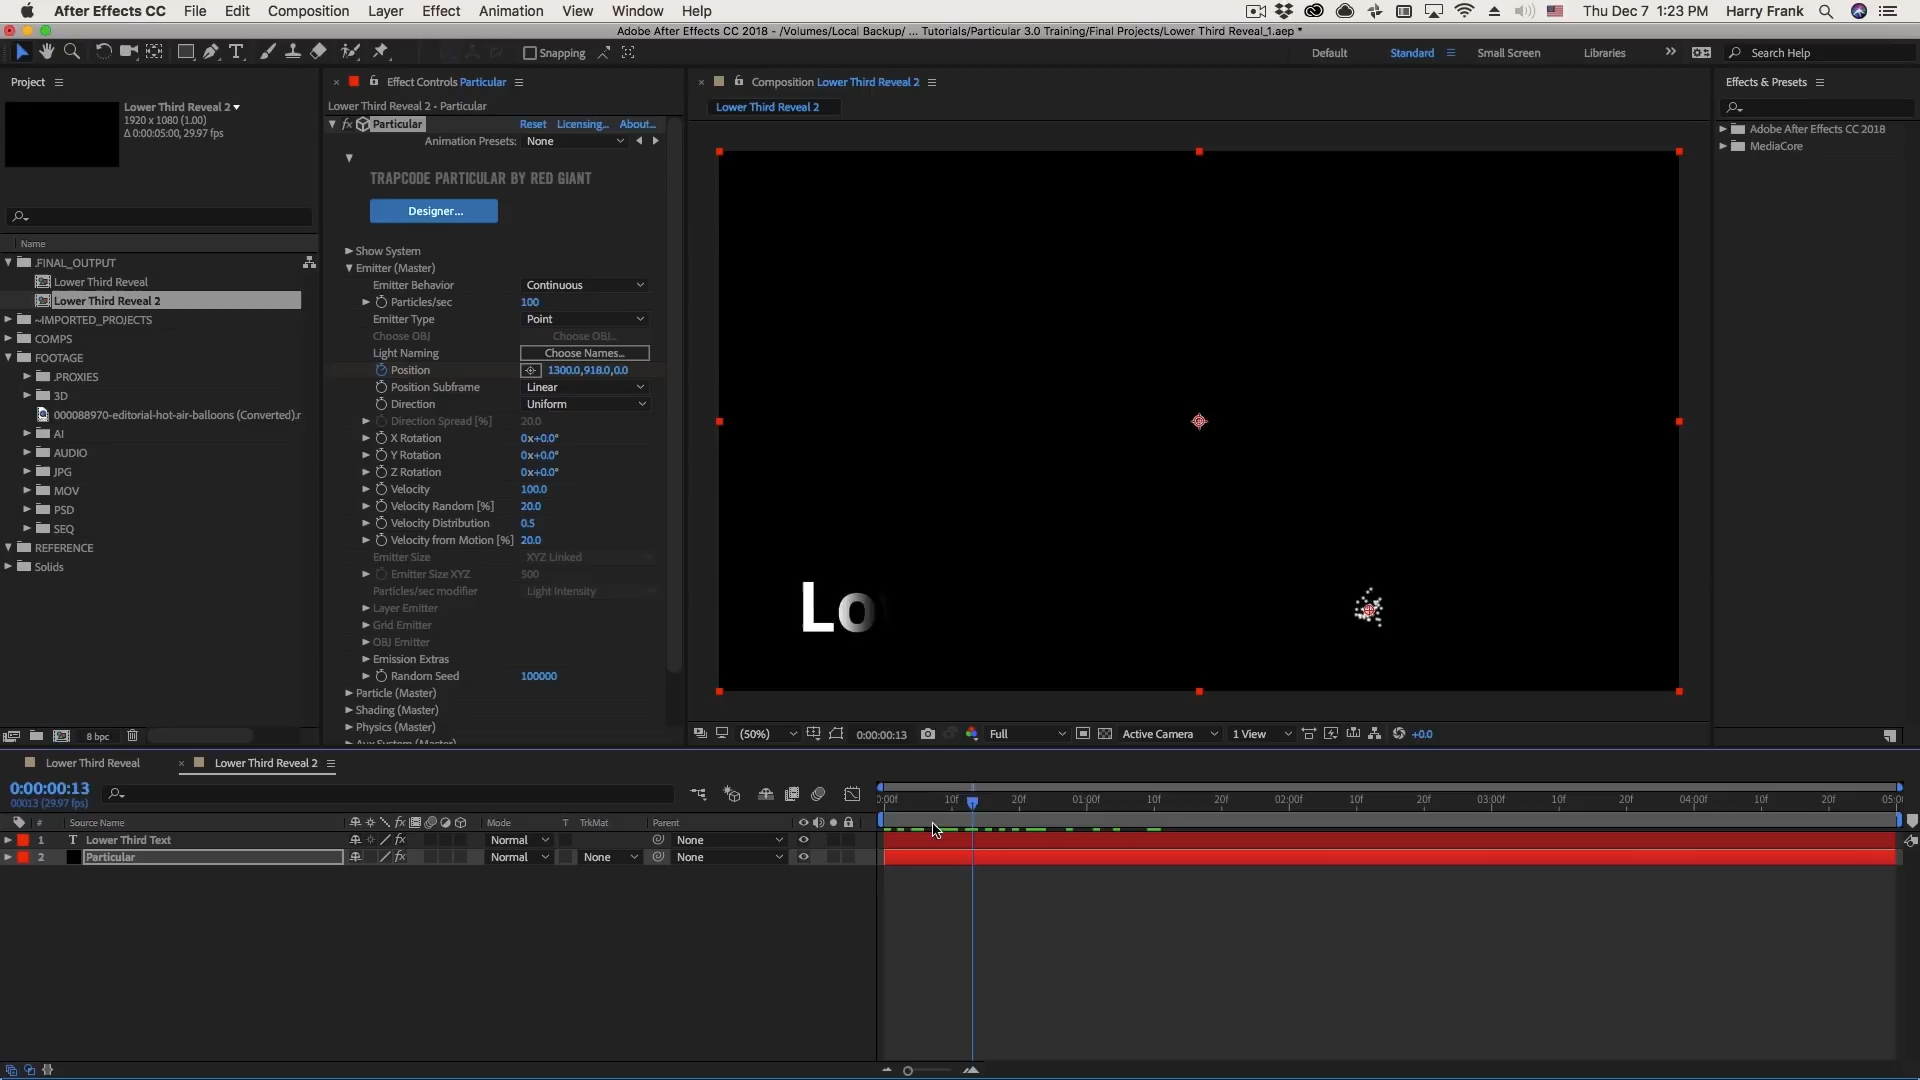 After Effects CC File Edit Composition Layer Effect Animation View Window Help Thu Dec 7 1:23 PM Harry Frank
Adobe After Effects CC 2018 - /Volumes/Local Backup/ ... Tutorials/Particular 3.0 Training/Final Projects/Lower Third Reveal_1.aep *
Snapping Default Standard Small Screen Libraries Search Help
Project
Lower Third Reveal 2
1920 x 1080 (1.00)
Δ 0:00:05:00, 29.97 fps
Name
.FINAL_OUTPUT
Lower Third Reveal
Lower Third Reveal 2
~IMPORTED_PROJECTS
COMPS
FOOTAGE
.PROXIES
3D
000088970-editorial-hot-air-balloons (Converted).r
AI
AUDIO
JPG
MOV
PSD
SEQ
REFERENCE
Solids
8 bpc
Effect Controls Particular
Lower Third Reveal 2 • Particular
fx Particular Reset Licensing... About...
Animation Presets: None
TRAPCODE PARTICULAR BY RED GIANT
Designer...
Show System
Emitter (Master)
Emitter Behavior Continuous
Particles/sec 100
Emitter Type Point
Choose OBJ Choose OBJ...
Light Naming Choose Names...
Position 1300.0,918.0,0.0
Position Subframe Linear
Direction Uniform
Direction Spread [%] 20.0
X Rotation 0x+0.0°
Y Rotation 0x+0.0°
Z Rotation 0x+0.0°
Velocity 100.0
Velocity Random [%] 20.0
Velocity Distribution 0.5
Velocity from Motion [%] 20.0
Emitter Size XYZ Linked
Emitter Size XYZ 500
Particles/sec modifier Light Intensity
Layer Emitter
Grid Emitter
OBJ Emitter
Emission Extras
Random Seed 100000
Particle (Master)
Shading (Master)
Physics (Master)
Aux System (Master)
Composition Lower Third Reveal 2
Lower Third Reveal 2
Lo
(50%) 0:00:00:13 Full Active Camera 1 View +0.0
Effects & Presets
Adobe After Effects CC 2018
MediaCore
Lower Third Reveal Lower Third Reveal 2
0:00:00:13
00013 (29.97 fps)
0:00f 10f 20f 01:00f 10f 20f 02:00f 10f 20f 03:00f 10f 20f 04:00f 10f 20f 05:0
# Source Name Mode T TrkMat Parent
1 T Lower Third Text fx Normal None
2 Particular fx Normal None None